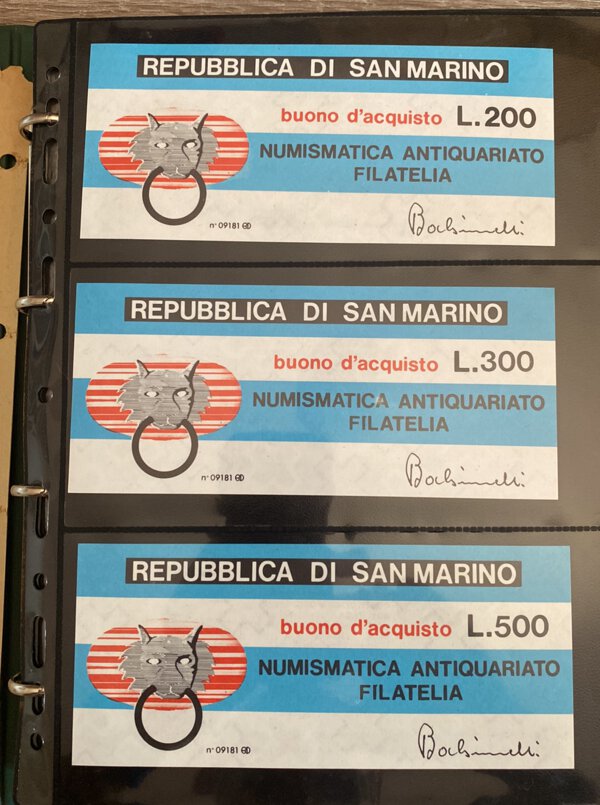 REPUBBLICA DI SAN MARINO
buono d'acquisto L.200
NUMISMATICA ANTIQUARIATO
FILATELIA
n° 09181
REPUBBLICA DI SAN MARINO
buono d'acquisto L.300
NUMISMATICA ANTIQUARIATO
FILATELIA
n° 09181
REPUBBLICA DI SAN MARINO
buono d'acquisto L.500
NUMISMATICA ANTIQUARIATO
FILATELIA
n° 09181